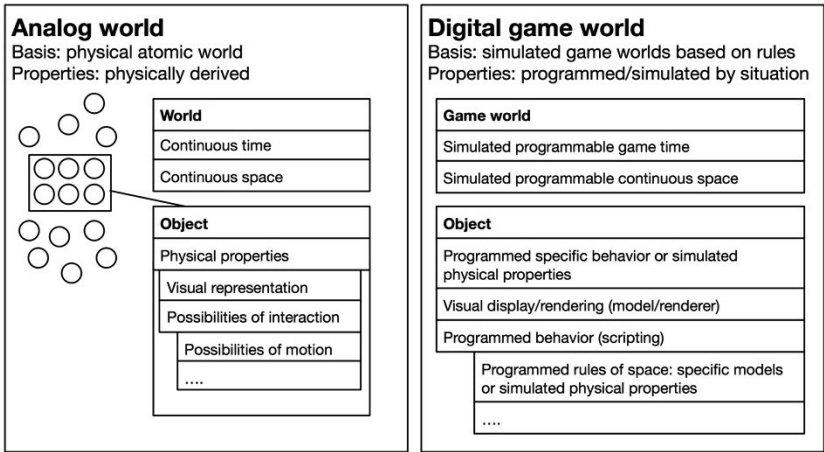 Analog world
Basis: physical atomic world
Properties: physically derived
World
Continuous time
Continuous space
Object
Physical properties
Visual representation
Possibilities of interaction
Possibilities of motion
....
Digital game world
Basis: simulated game worlds based on rules
Properties: programmed/simulated by situation
Game world
Simulated programmable game time
Simulated programmable continuous space
Object
Programmed specific behavior or simulated
physical properties
Visual display/rendering (model/renderer)
Programmed behavior (scripting)
Programmed rules of space: specific models
or simulated physical properties
....